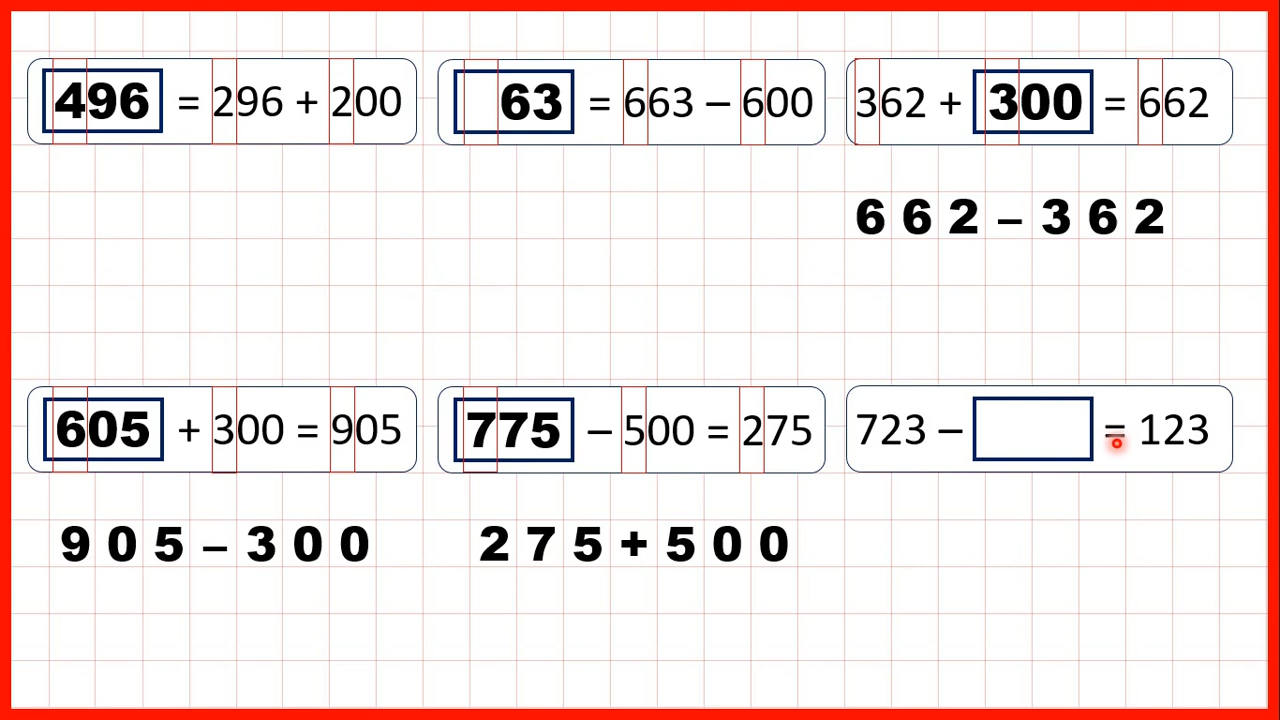 496 = 296 + 200
63 = 663 – 600
362 + 300 = 662
6 6 2 – 3 6 2
605 + 300 = 905
775 – 500 = 275
723 – = 123
9 0 5 – 3 0 0
2 7 5 + 5 0 0